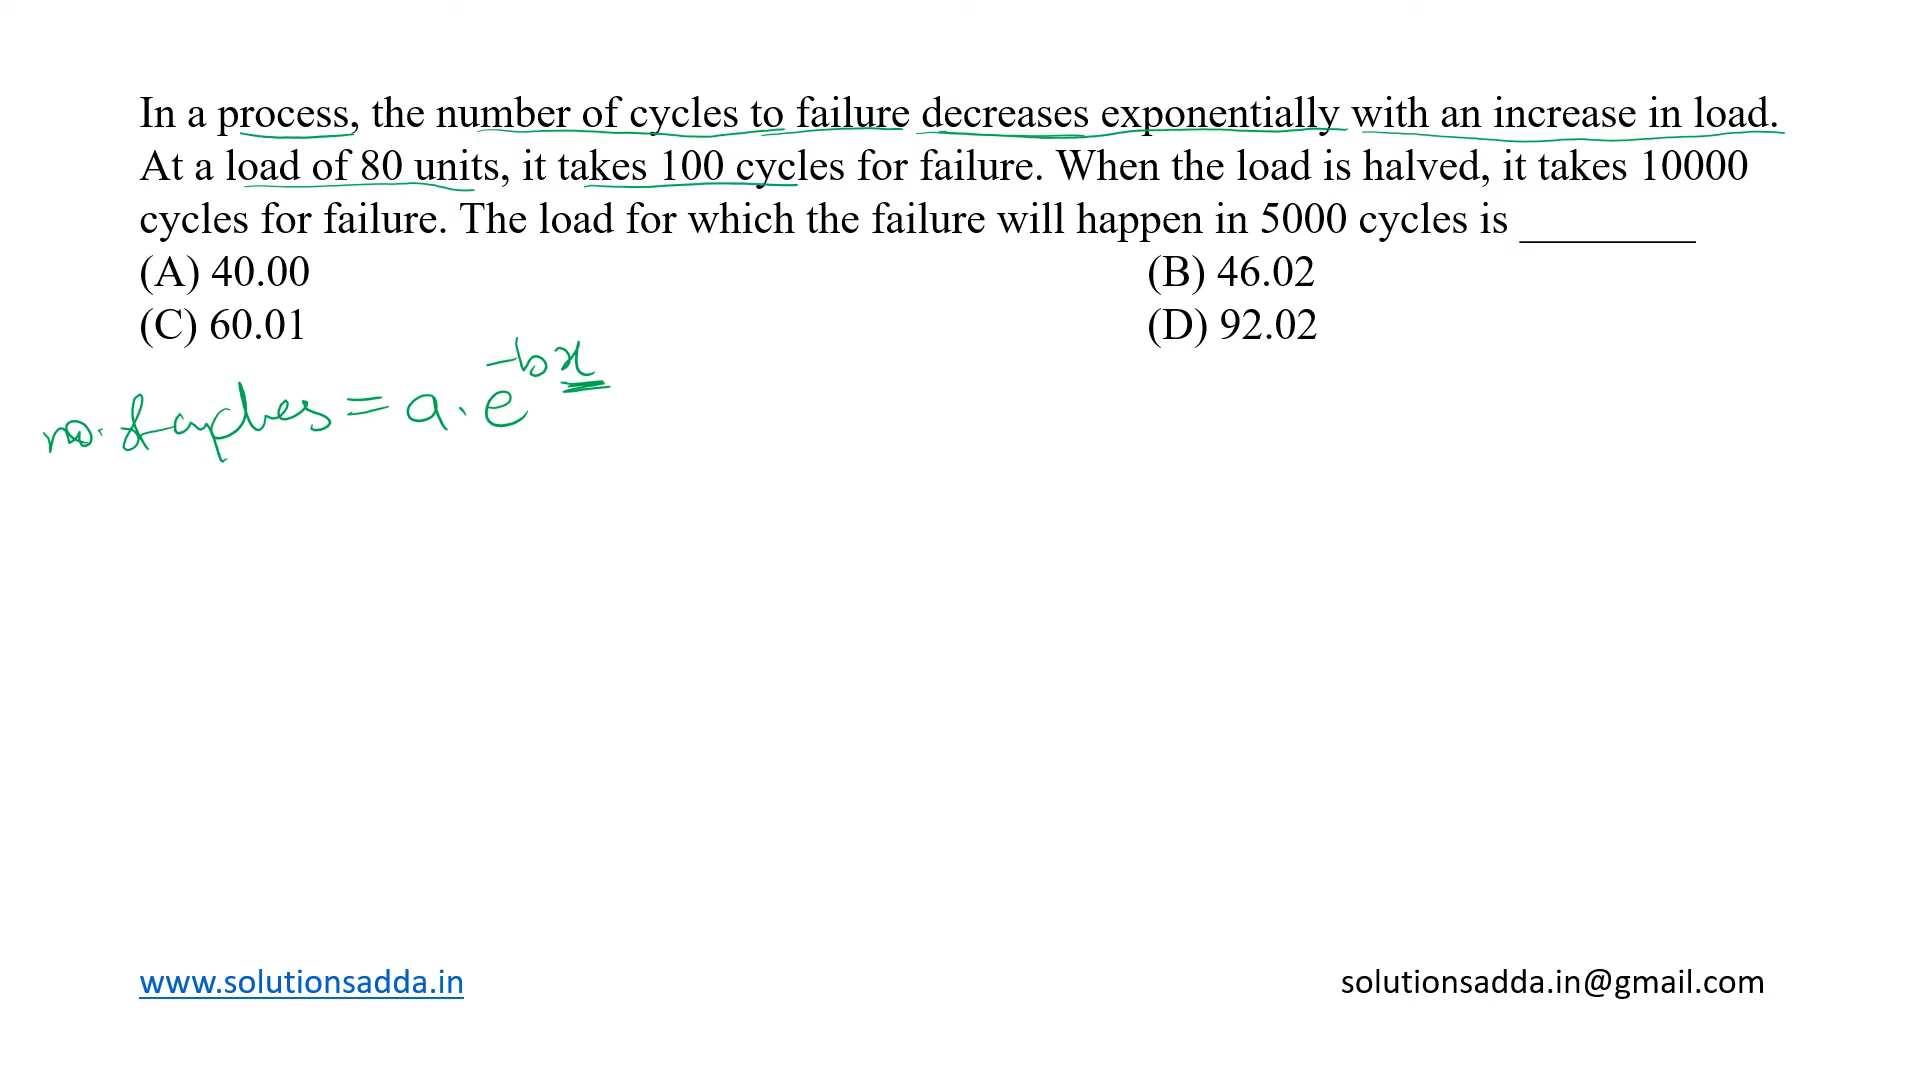 In a process, the number of cycles to failure decreases exponentially with an increase in load.
At a load of 80 units, it takes 100 cycles for failure. When the load is halved, it takes 10000
cycles for failure. The load for which the failure will happen in 5000 cycles is ________
(A) 40.00 (B) 46.02
(C) 60.01 (D) 92.02
no. of cycles = a . e^-bx
www.solutionsadda.in solutionsadda.in@gmail.com